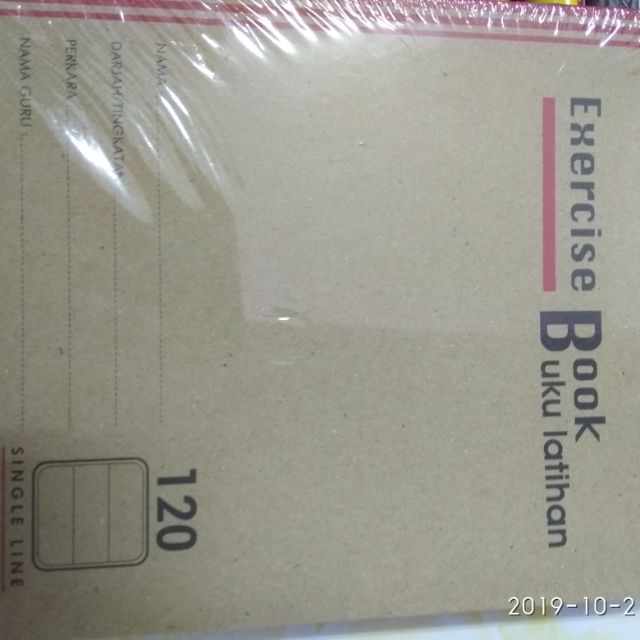 Exercise Book
Buku latihan
NAMA :
DARJAH/TINGKATAN
PERKARA
NAMA GURU :
120
SINGLE LINE
2019-10-2